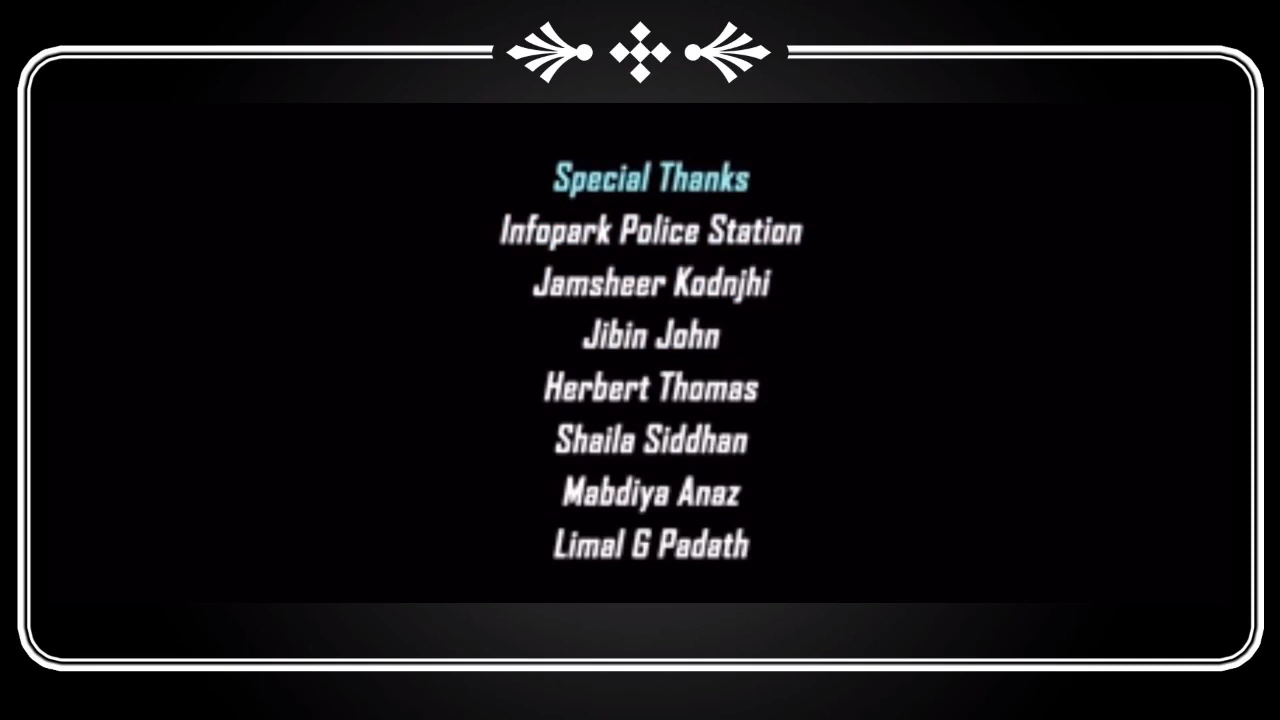 Special Thanks
Infopark Police Station
Jamsheer Kodnjhi
Jibin John
Herbert Thomas
Shaila Siddhan
Mabdiya Anaz
Limal G Padath